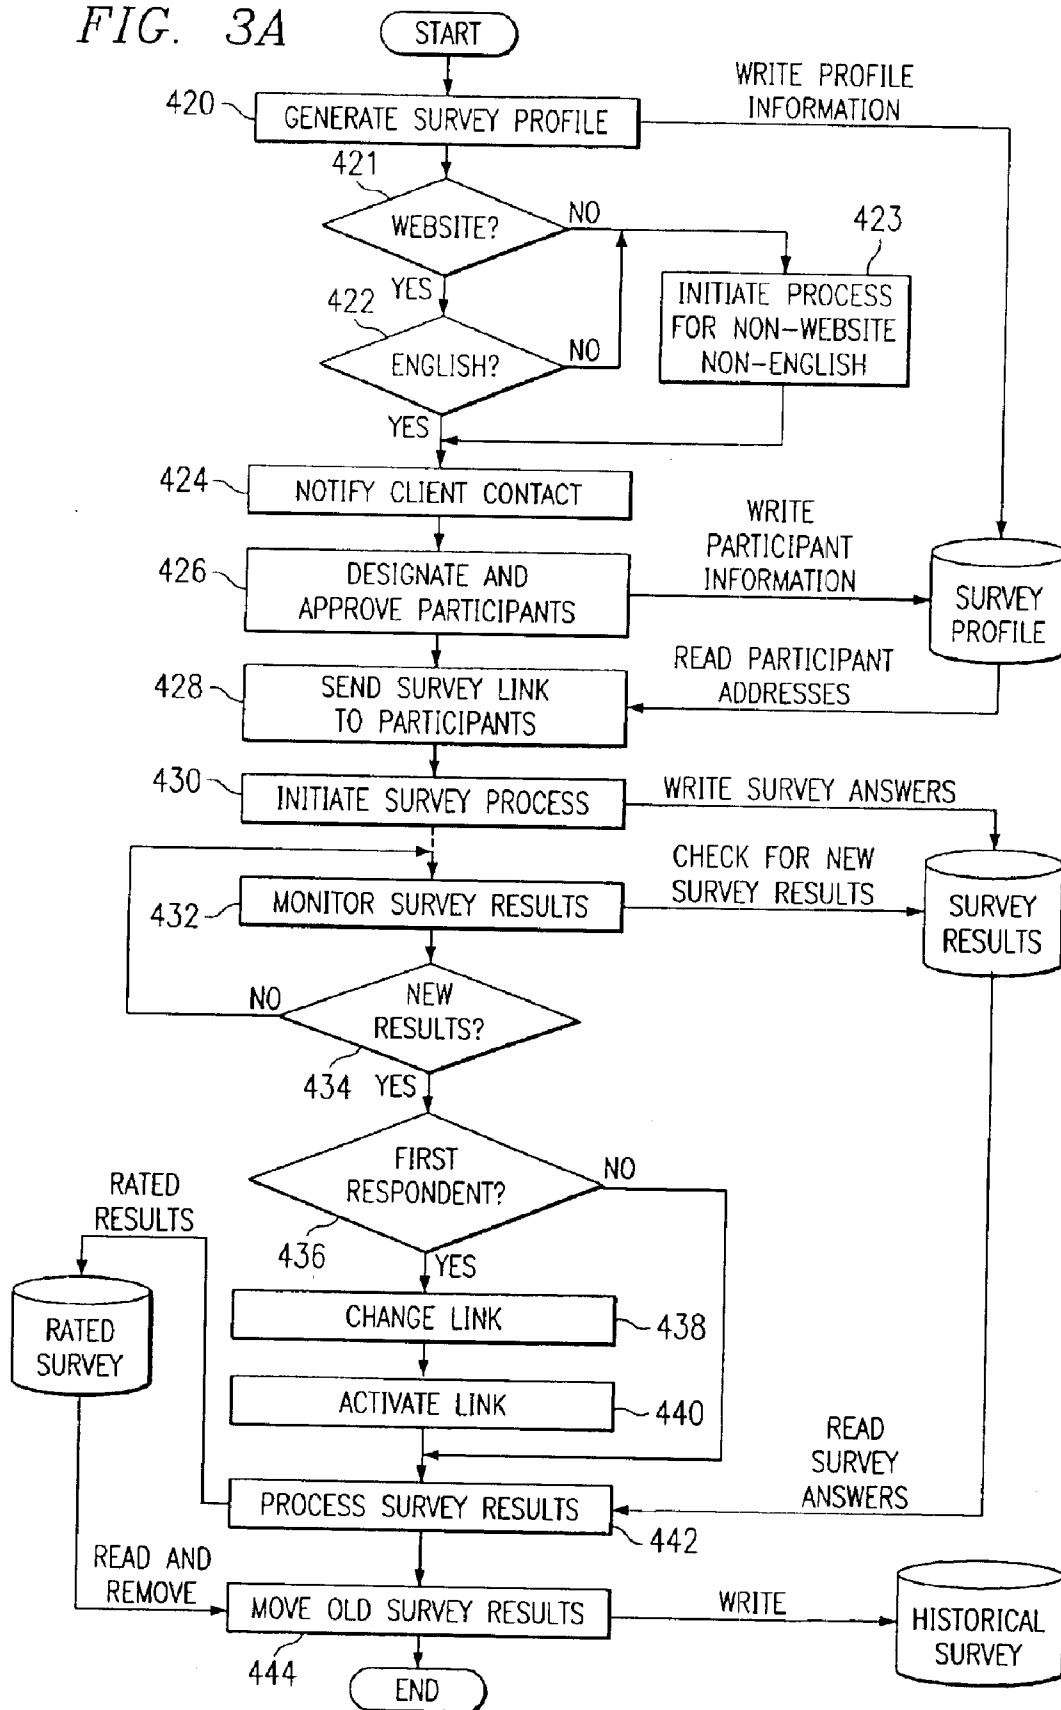 FIG. 3A
START
WRITE PROFILE
INFORMATION
420
GENERATE SURVEY PROFILE
421
WEBSITE?
NO
YES
423
INITIATE PROCESS
FOR NON-WEBSITE
NON-ENGLISH
422
ENGLISH?
NO
YES
424
NOTIFY CLIENT CONTACT
WRITE
PARTICIPANT
INFORMATION
426
DESIGNATE AND
APPROVE PARTICIPANTS
SURVEY
PROFILE
READ PARTICIPANT
ADDRESSES
428
SEND SURVEY LINK
TO PARTICIPANTS
430
INITIATE SURVEY PROCESS
WRITE SURVEY ANSWERS
CHECK FOR NEW
SURVEY RESULTS
432
MONITOR SURVEY RESULTS
SURVEY
RESULTS
NO
NEW
RESULTS?
434
YES
FIRST
RESPONDENT?
NO
RATED
RESULTS
436
YES
CHANGE LINK
438
RATED
SURVEY
ACTIVATE LINK
440
READ
SURVEY
ANSWERS
PROCESS SURVEY RESULTS
442
READ AND
REMOVE
MOVE OLD SURVEY RESULTS
WRITE
HISTORICAL
SURVEY
444
END